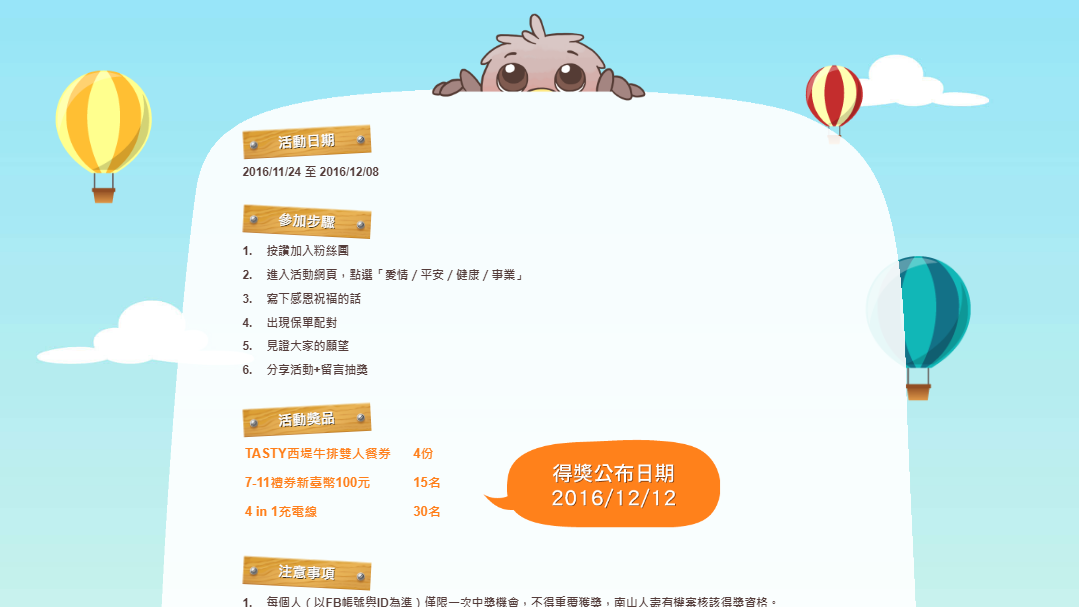 活動日期
2016/11/24 至 2016/12/08
參加步驟
1. 按讚加入粉絲團
2. 進入活動網頁，點選「愛情 / 平安 / 健康 / 事業」
3. 寫下感恩祝福的話
4. 出現保單配對
5. 見證大家的願望
6. 分享活動+留言抽獎
活動獎品
TASTY西堤牛排雙人餐券 4份
7-11禮券新臺幣100元 15名
4 in 1充電線 30名
得獎公布日期
2016/12/12
注意事項
1. 每個人（以FB帳號與ID為準）僅限一次中獎機會，不得重覆獲獎，南山人壽有權審核該得獎資格。